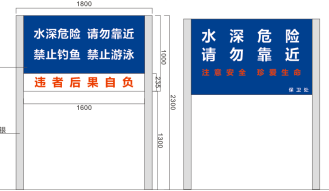 1800
水深危险 请勿靠近
禁止钓鱼 禁止游泳
违者后果自负
235
1000
1600
1300
2300
水深危险
请勿靠近
注意安全 珍爱生命
保卫处